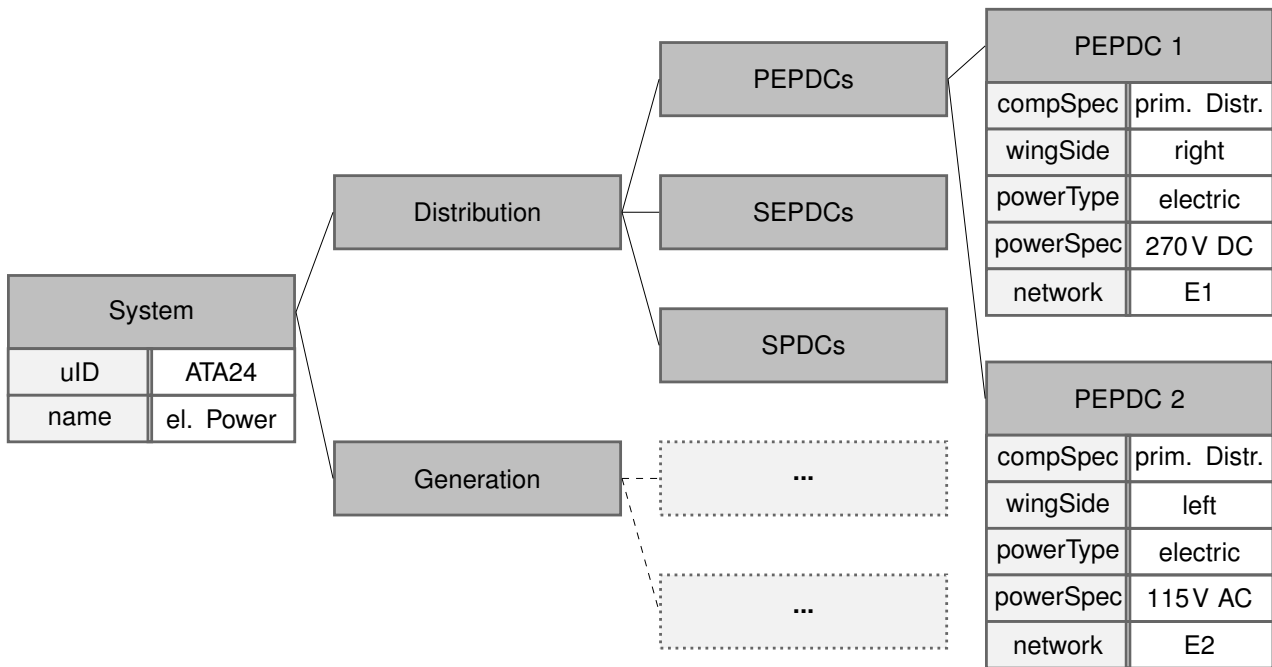 System
uID ATA24
name el. Power
Distribution
Generation
PEPDCs
SEPDCs
SPDCs
...
...
PEPDC 1
compSpec prim. Distr.
wingSide right
powerType electric
powerSpec 270 V DC
network E1
PEPDC 2
compSpec prim. Distr.
wingSide left
powerType electric
powerSpec 115 V AC
network E2